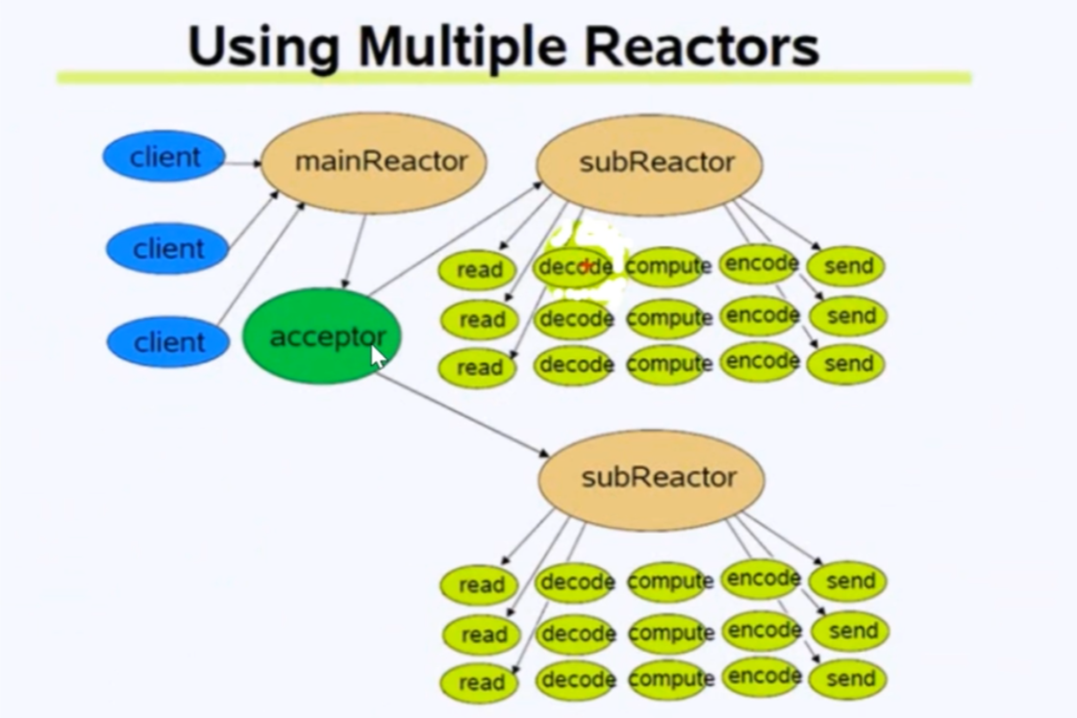 Using Multiple Reactors
client
mainReactor
subReactor
client
client
acceptor
read decode compute encode send
read decode compute encode send
read decode compute encode send
subReactor
read decode compute encode send
read decode compute encode send
read decode compute encode send